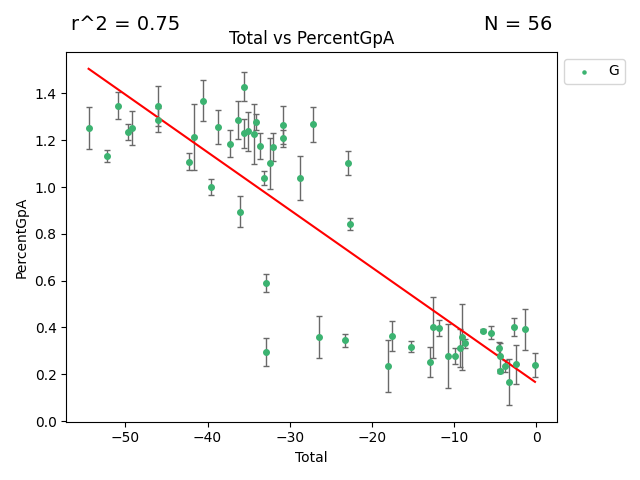 r^2 = 0.75
N = 56
Total vs PercentGpA
G
PercentGpA
1.4
1.2
1.0
0.8
0.6
0.4
0.2
0.0
−50
−40
−30
−20
−10
0
Total